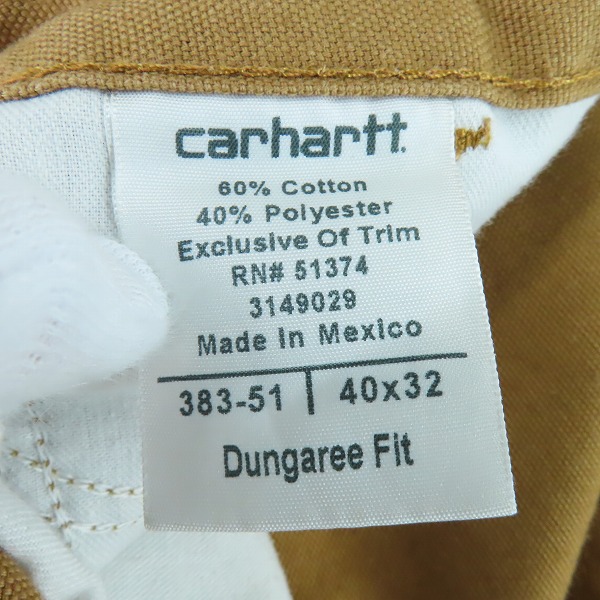 carhartt.
60% Cotton
40% Polyester
Exclusive Of Trim
RN# 51374
3149029
Made In Mexico
383-51 | 40x32
Dungaree Fit